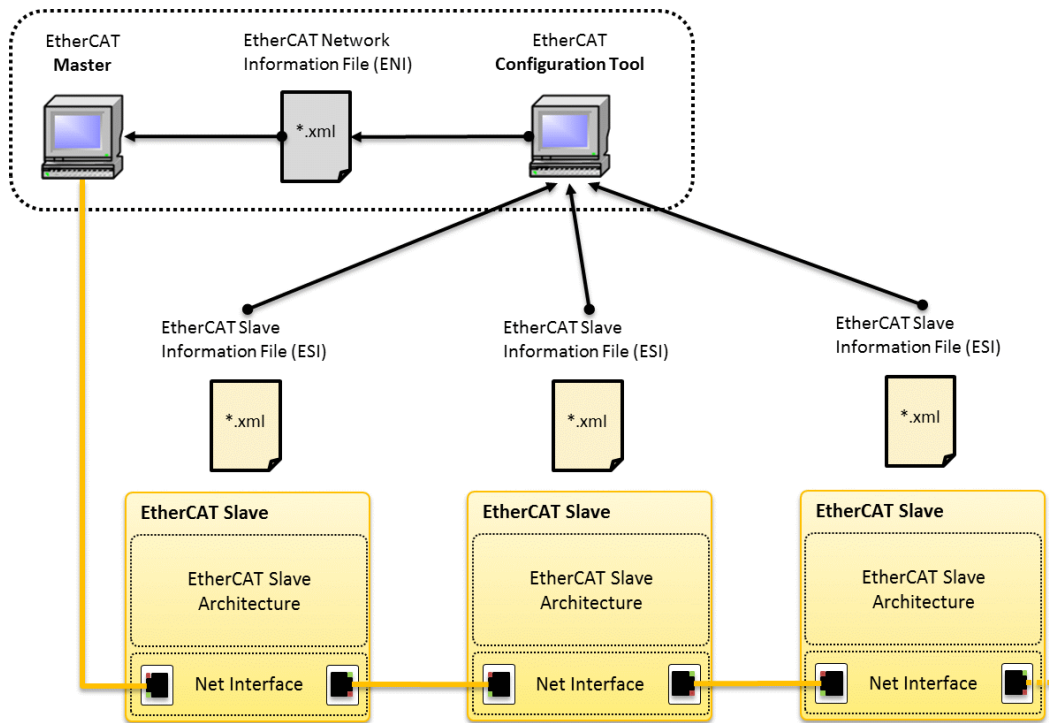 EtherCAT
Master
EtherCAT Network
Information File (ENI)
EtherCAT
Configuration Tool
*.xml
EtherCAT Slave
Information File (ESI)
EtherCAT Slave
Information File (ESI)
EtherCAT Slave
Information File (ESI)
*.xml
*.xml
*.xml
EtherCAT Slave
EtherCAT Slave
Architecture
Net Interface
EtherCAT Slave
EtherCAT Slave
Architecture
Net Interface
EtherCAT Slave
EtherCAT Slave
Architecture
Net Interface